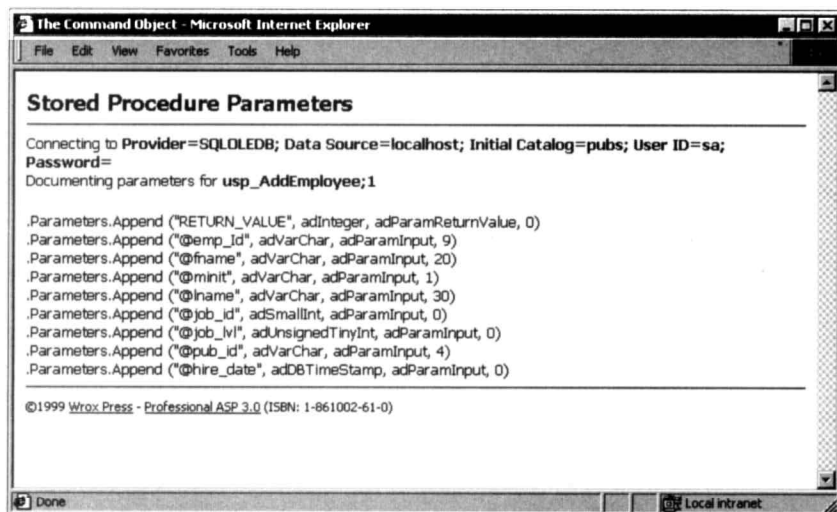 The Command Object - Microsoft Internet Explorer
File Edit View Favorites Tools Help
Stored Procedure Parameters
Connecting to Provider=SQLOLEDB; Data Source=localhost; Initial Catalog=pubs; User ID=sa;
Password=
Documenting parameters for usp_AddEmployee;1
.Parameters.Append ("RETURN_VALUE", adInteger, adParamReturnValue, 0)
.Parameters.Append ("@emp_Id", adVarChar, adParamInput, 9)
.Parameters.Append ("@fname", adVarChar, adParamInput, 20)
.Parameters.Append ("@minit", adVarChar, adParamInput, 1)
.Parameters.Append ("@lname", adVarChar, adParamInput, 30)
.Parameters.Append ("@job_id", adSmallInt, adParamInput, 0)
.Parameters.Append ("@job_lvl", adUnsignedTinyInt, adParamInput, 0)
.Parameters.Append ("@pub_id", adVarChar, adParamInput, 4)
.Parameters.Append ("@hire_date", adDBTimeStamp, adParamInput, 0)
©1999 Wrox Press - Professional ASP 3.0 (ISBN: 1-861002-61-0)
Done Local intranet